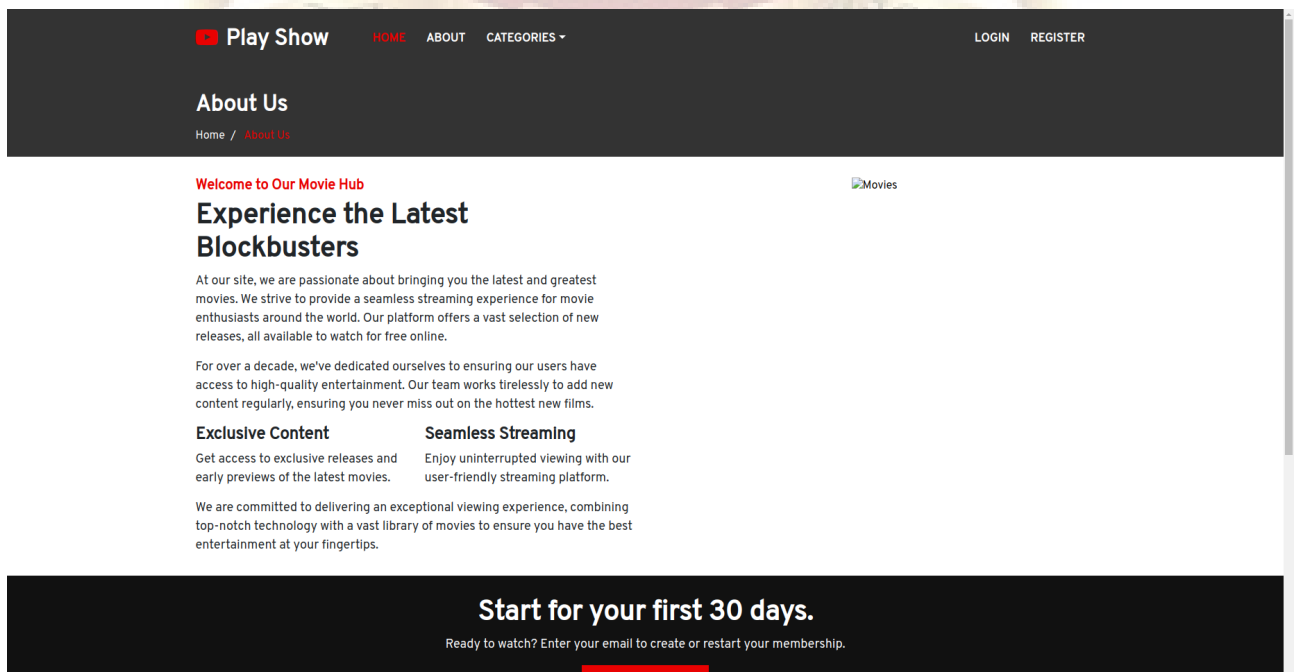 Play Show HOME ABOUT CATEGORIES LOGIN REGISTER
About Us
Home / About Us
Welcome to Our Movie Hub
Movies
Experience the Latest
Blockbusters
At our site, we are passionate about bringing you the latest and greatest
movies. We strive to provide a seamless streaming experience for movie
enthusiasts around the world. Our platform offers a vast selection of new
releases, all available to watch for free online.
For over a decade, we've dedicated ourselves to ensuring our users have
access to high-quality entertainment. Our team works tirelessly to add new
content regularly, ensuring you never miss out on the hottest new films.
Exclusive Content
Get access to exclusive releases and
early previews of the latest movies.
Seamless Streaming
Enjoy uninterrupted viewing with our
user-friendly streaming platform.
We are committed to delivering an exceptional viewing experience, combining
top-notch technology with a vast library of movies to ensure you have the best
entertainment at your fingertips.
Start for your first 30 days.
Ready to watch? Enter your email to create or restart your membership.